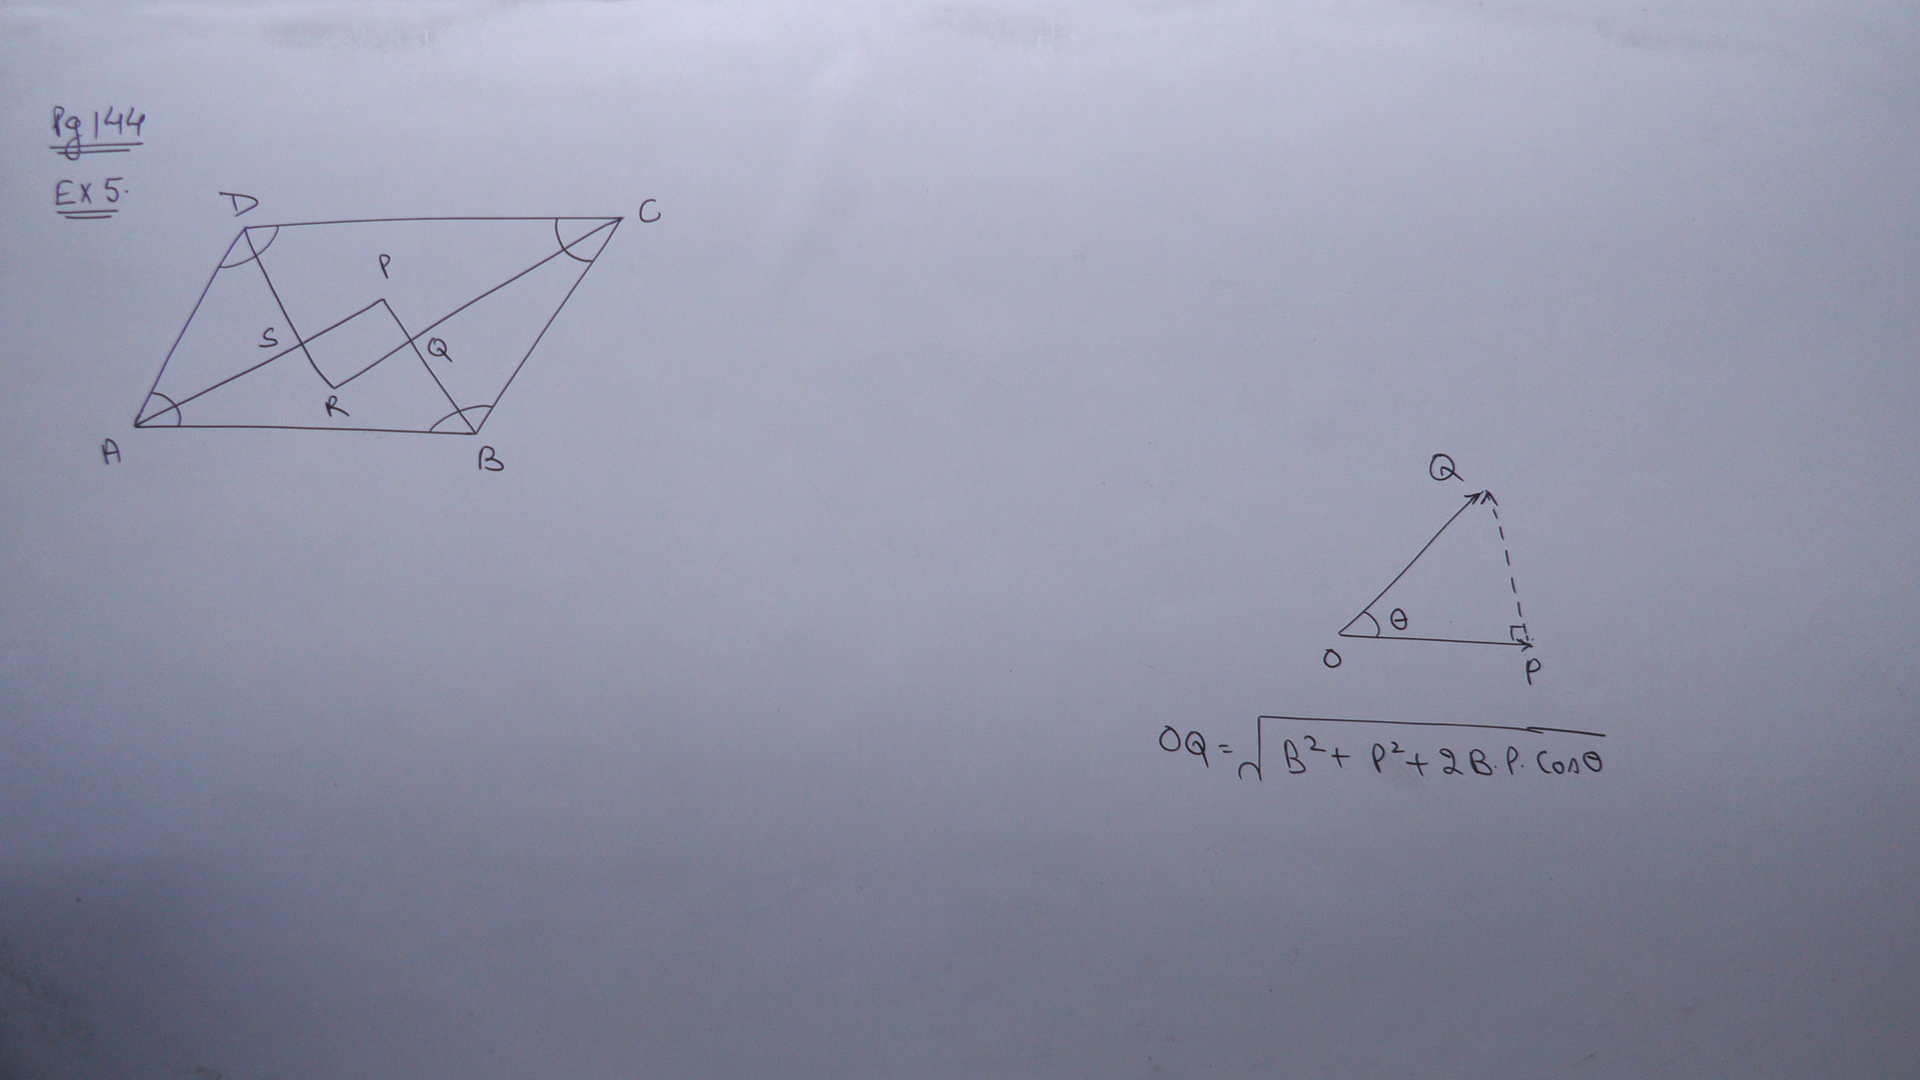 Pg 144
Ex 5.
D
C
P
S
Q
R
A
B
Q
θ
O
P
OQ = √B² + P² + 2B.P. Cosθ